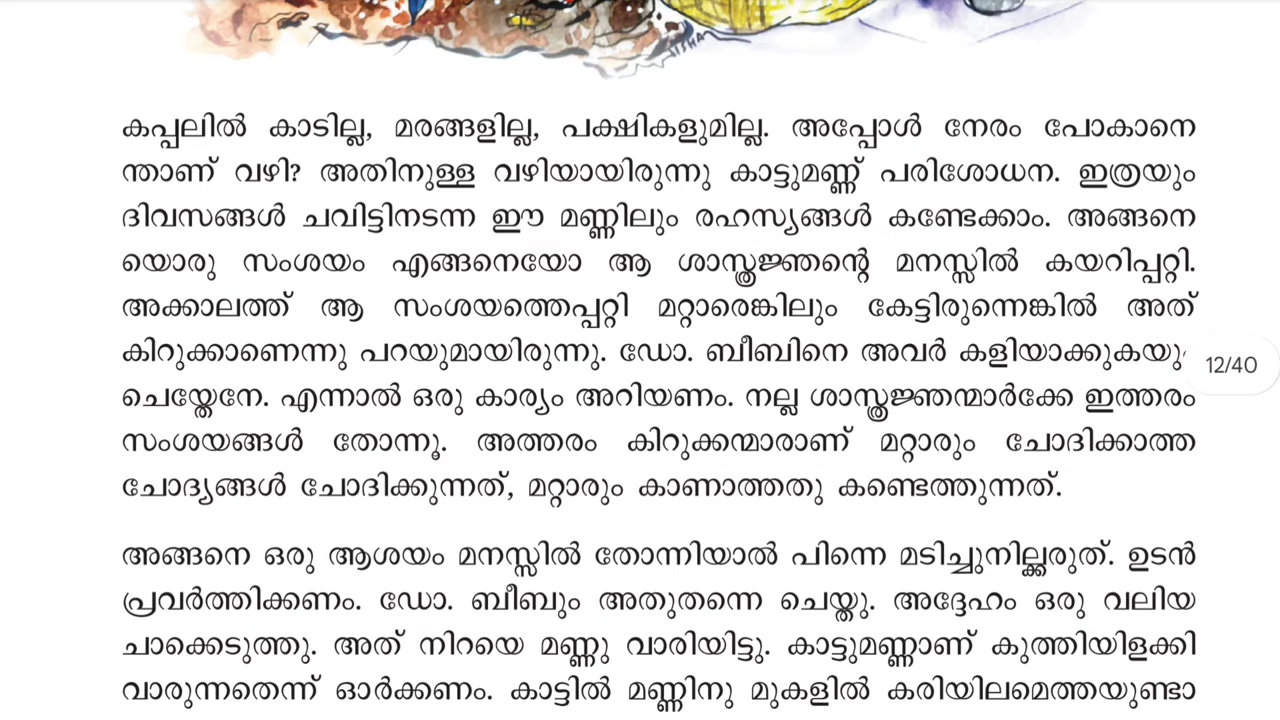 കപ്പലിൽ കാടില്ല, മരങ്ങളില്ല, പക്ഷികളുമില്ല. അപ്പോൾ നേരം പോകാനെ
ന്താണ് വഴി? അതിനുള്ള വഴിയായിരുന്നു കാട്ടുമണ്ണ് പരിശോധന. ഇത്രയും
ദിവസങ്ങൾ ചവിട്ടിനടന്ന ഈ മണ്ണിലും രഹസ്യങ്ങൾ കണ്ടേക്കാം. അങ്ങനെ
യൊരു സംശയം എങ്ങനെയോ ആ ശാസ്ത്രജ്ഞന്റെ മനസ്സിൽ കയറിപ്പറ്റി.
അക്കാലത്ത് ആ സംശയത്തെപ്പറ്റി മറ്റാരെങ്കിലും കേട്ടിരുന്നെങ്കിൽ അത്
കിറുക്കാണെന്നു പറയുമായിരുന്നു. ഡോ. ബീബിനെ അവർ കളിയാക്കുകയു
12/40
ചെയ്തേനേ. എന്നാൽ ഒരു കാര്യം അറിയണം. നല്ല ശാസ്ത്രജ്ഞന്മാർക്കേ ഇത്തരം
സംശയങ്ങൾ തോന്നൂ. അത്തരം കിറുക്കന്മാരാണ് മറ്റാരും ചോദിക്കാത്ത
ചോദ്യങ്ങൾ ചോദിക്കുന്നത്, മറ്റാരും കാണാത്തതു കണ്ടെത്തുന്നത്.
അങ്ങനെ ഒരു ആശയം മനസ്സിൽ തോന്നിയാൽ പിന്നെ മടിച്ചുനില്ക്കരുത്. ഉടൻ
പ്രവർത്തിക്കണം. ഡോ. ബീബും അതുതന്നെ ചെയ്തു. അദ്ദേഹം ഒരു വലിയ
ചാക്കെടുത്തു. അത് നിറയെ മണ്ണു വാരിയിട്ടു. കാട്ടുമണ്ണാണ് കുത്തിയിളക്കി
വാരുന്നതെന്ന് ഓർക്കണം. കാട്ടിൽ മണ്ണിനു മുകളിൽ കരിയിലമെത്തയുണ്ടാ